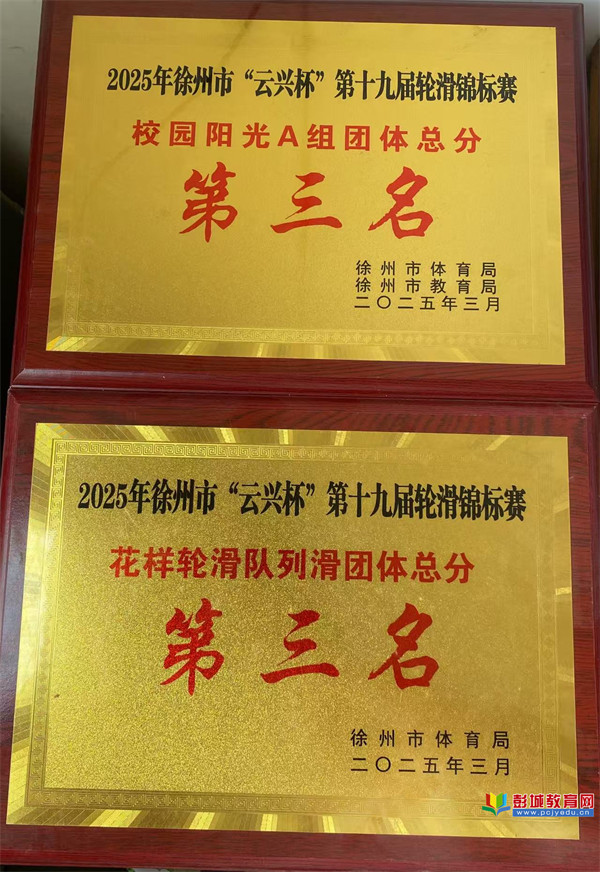 2025年徐州市“云兴杯”第十九届轮滑锦标赛
校园阳光A组团体总分
第三名
徐州市体育局
徐州市教育局
二〇二五年三月
2025年徐州市“云兴杯”第十九届轮滑锦标赛
花样轮滑队列滑团体总分
第三名
徐州市体育局
二〇二五年三月
彭城教育网
www.pcjyedu.cn